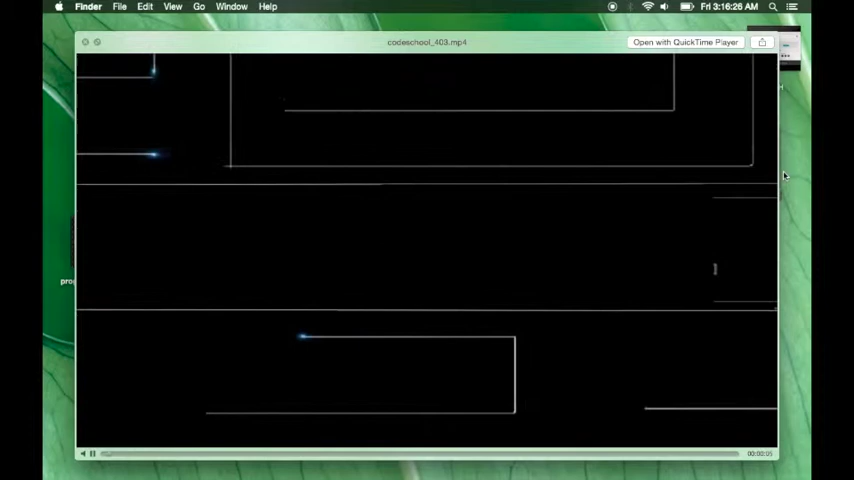 Finder File Edit View Go Window Help Fri 3:16:26 AM
codeschool_403.mp4 Open with QuickTime Player
00:00:05